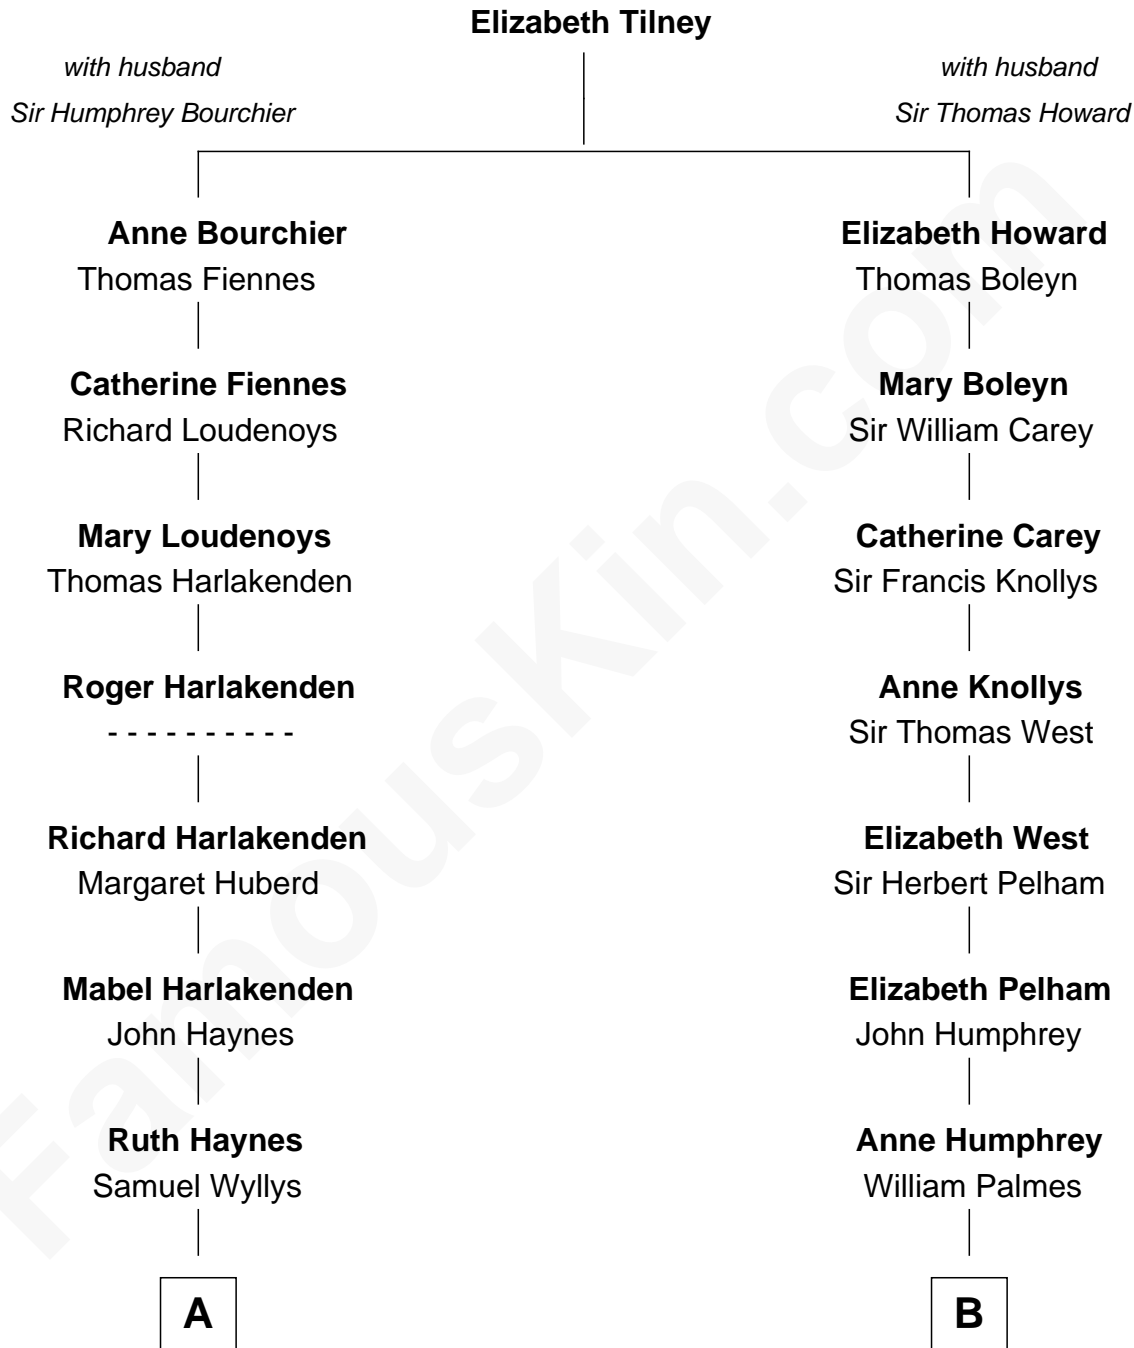 Elizabeth Tilney
with husband
Sir Humphrey Bourchier
with husband
Sir Thomas Howard
Anne Bourchier
Thomas Fiennes
Elizabeth Howard
Thomas Boleyn
Catherine Fiennes
Richard Loudenoys
Mary Boleyn
Sir William Carey
Mary Loudenoys
Thomas Harlakenden
Catherine Carey
Sir Francis Knollys
Roger Harlakenden
- - - - - - - - - -
Anne Knollys
Sir Thomas West
Richard Harlakenden
Margaret Huberd
Elizabeth West
Sir Herbert Pelham
Mabel Harlakenden
John Haynes
Elizabeth Pelham
John Humphrey
Ruth Haynes
Samuel Wyllys
Anne Humphrey
William Palmes
A
B
FamousKin.com